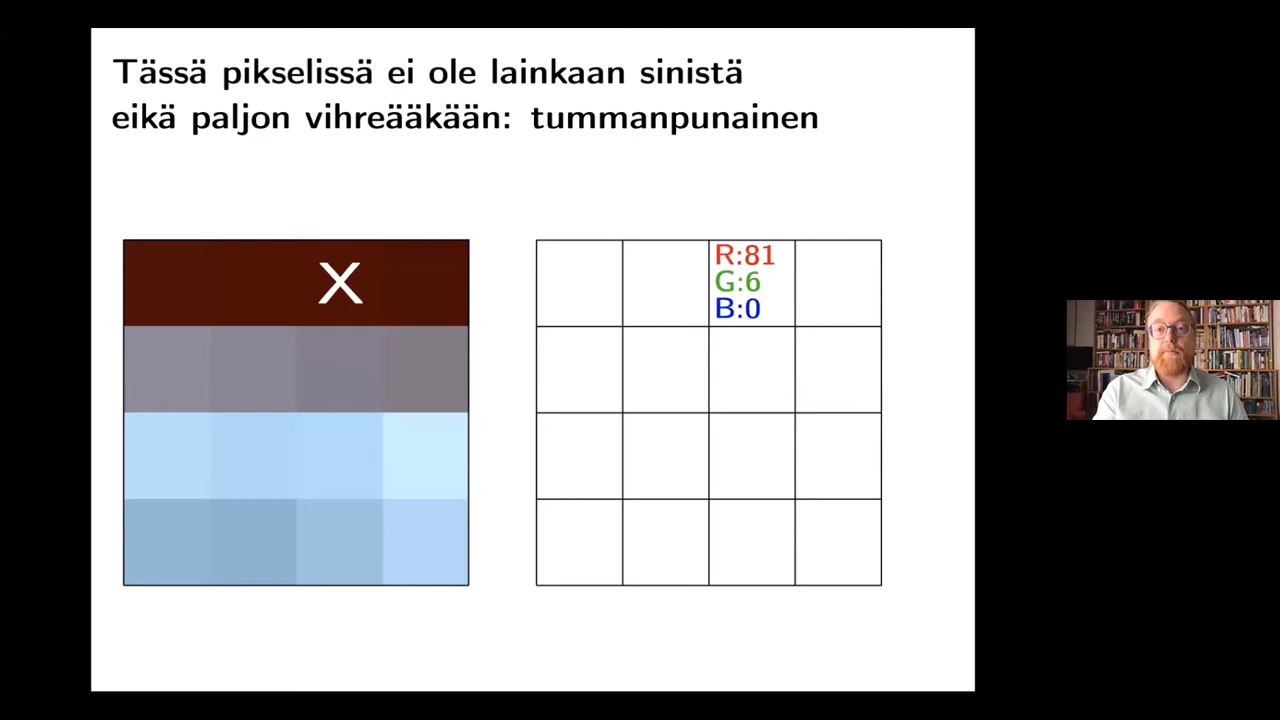 Tässä pikselissä ei ole lainkaan sinistä
eikä paljon vihreääkään: tummanpunainen
X
R:81
G:6
B:0